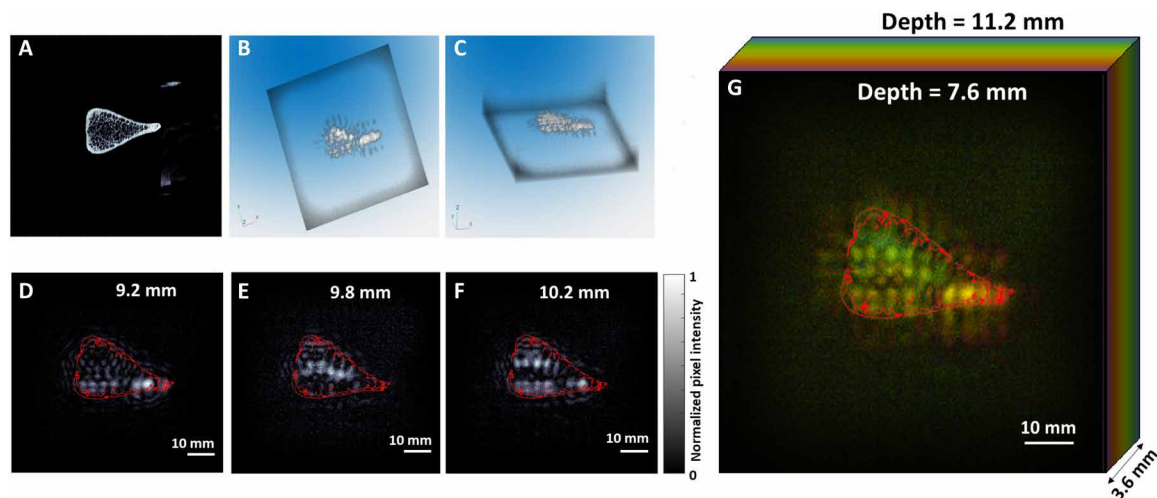 A
B
C
Depth = 11.2 mm
G
Depth = 7.6 mm
D
9.2 mm
E
9.8 mm
F
10.2 mm
1
Normalized pixel intensity
0
10 mm
10 mm
10 mm
10 mm
3.6 mm